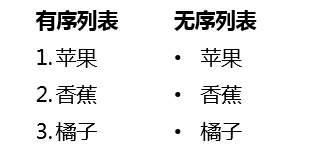 有序列表 无序列表
1. 苹果 • 苹果
2. 香蕉 • 香蕉
3. 橘子 • 橘子